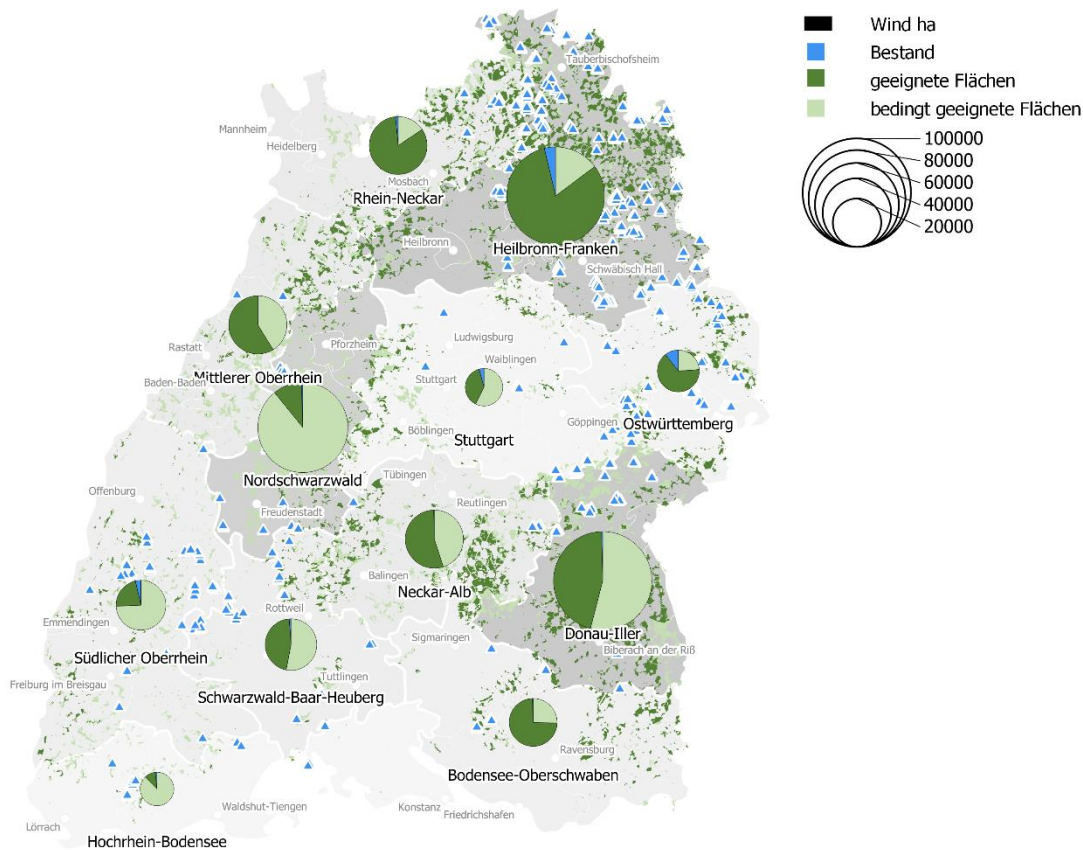 Wind ha
Bestand
geeignete Flächen
bedingt geeignete Flächen
100000
80000
60000
40000
20000
Tauberbischofsheim
Mannheim
Heidelberg
Mosbach
Rhein-Neckar
Heilbronn
Heilbronn-Franken
Schwäbisch Hall
Ludwigsburg
Pforzheim
Rastatt
Waiblingen
Mittlerer Oberrhein
Stuttgart
Baden-Baden
Göppingen
Ostwürttemberg
Böblingen
Stuttgart
Tübingen
Nordschwarzwald
Offenburg
Reutlingen
Freudenstadt
Balingen
Neckar-Alb
Rottweil
Emmendingen
Donau-Iller
Sigmaringen
Biberach an der Riß
Südlicher Oberrhein
Tuttlingen
Freiburg im Breisgau
Schwarzwald-Baar-Heuberg
Ravensburg
Bodensee-Oberschwaben
Waldshut-Tiengen
Konstanz
Friedrichshafen
Lörrach
Hochrhein-Bodensee